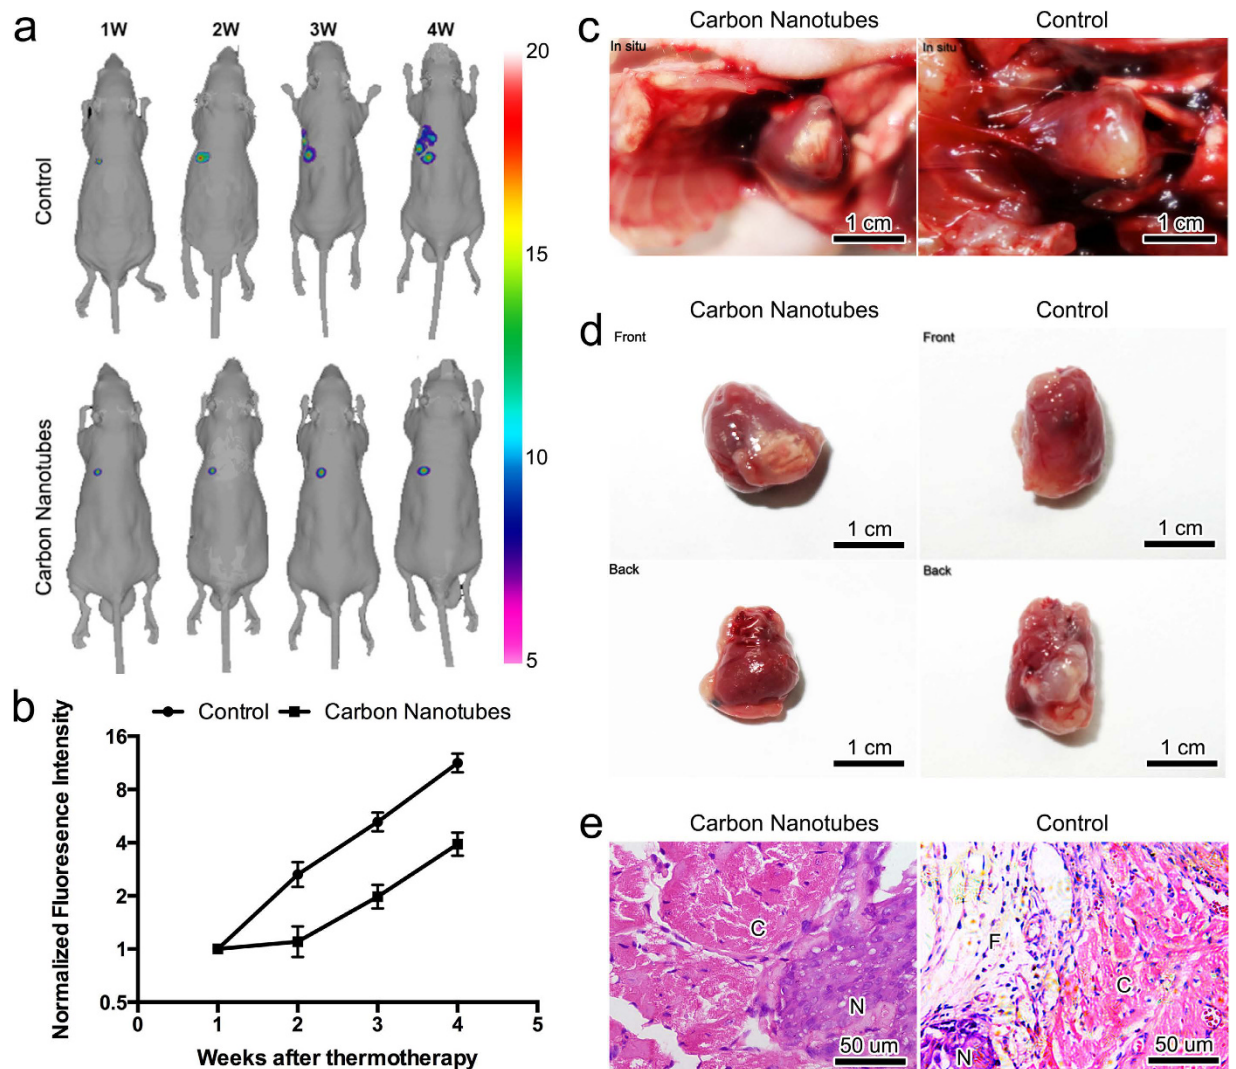 a
1W 2W 3W 4W
Control
Carbon Nanotubes
20
15
10
5
b
Control Carbon Nanotubes
Normalized Fluoresence Intensity
16
8
4
2
1
0.5
0 1 2 3 4 5
Weeks after thermotherapy
c
Carbon Nanotubes Control
In situ In situ
1 cm 1 cm
d
Carbon Nanotubes Control
Front Front
1 cm 1 cm
Back Back
1 cm 1 cm
e
Carbon Nanotubes Control
C N F C N
50 um 50 um